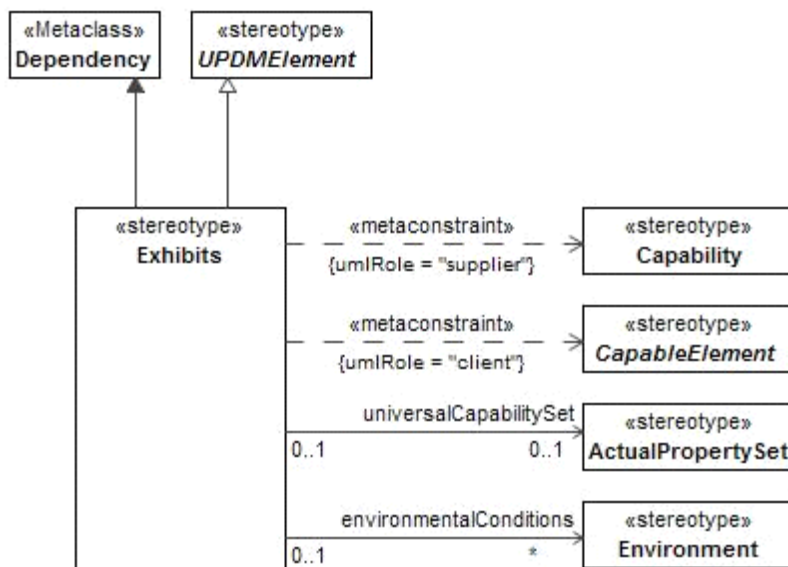 «Metaclass»
Dependency
«stereotype»
UPDMElement
«stereotype»
Exhibits
«metaconstraint»
{umlRole = "supplier"}
«stereotype»
Capability
«metaconstraint»
{umlRole = "client"}
«stereotype»
CapableElement
universalCapabilitySet
0..1
0..1
«stereotype»
ActualPropertySet
environmentalConditions
0..1
*
«stereotype»
Environment